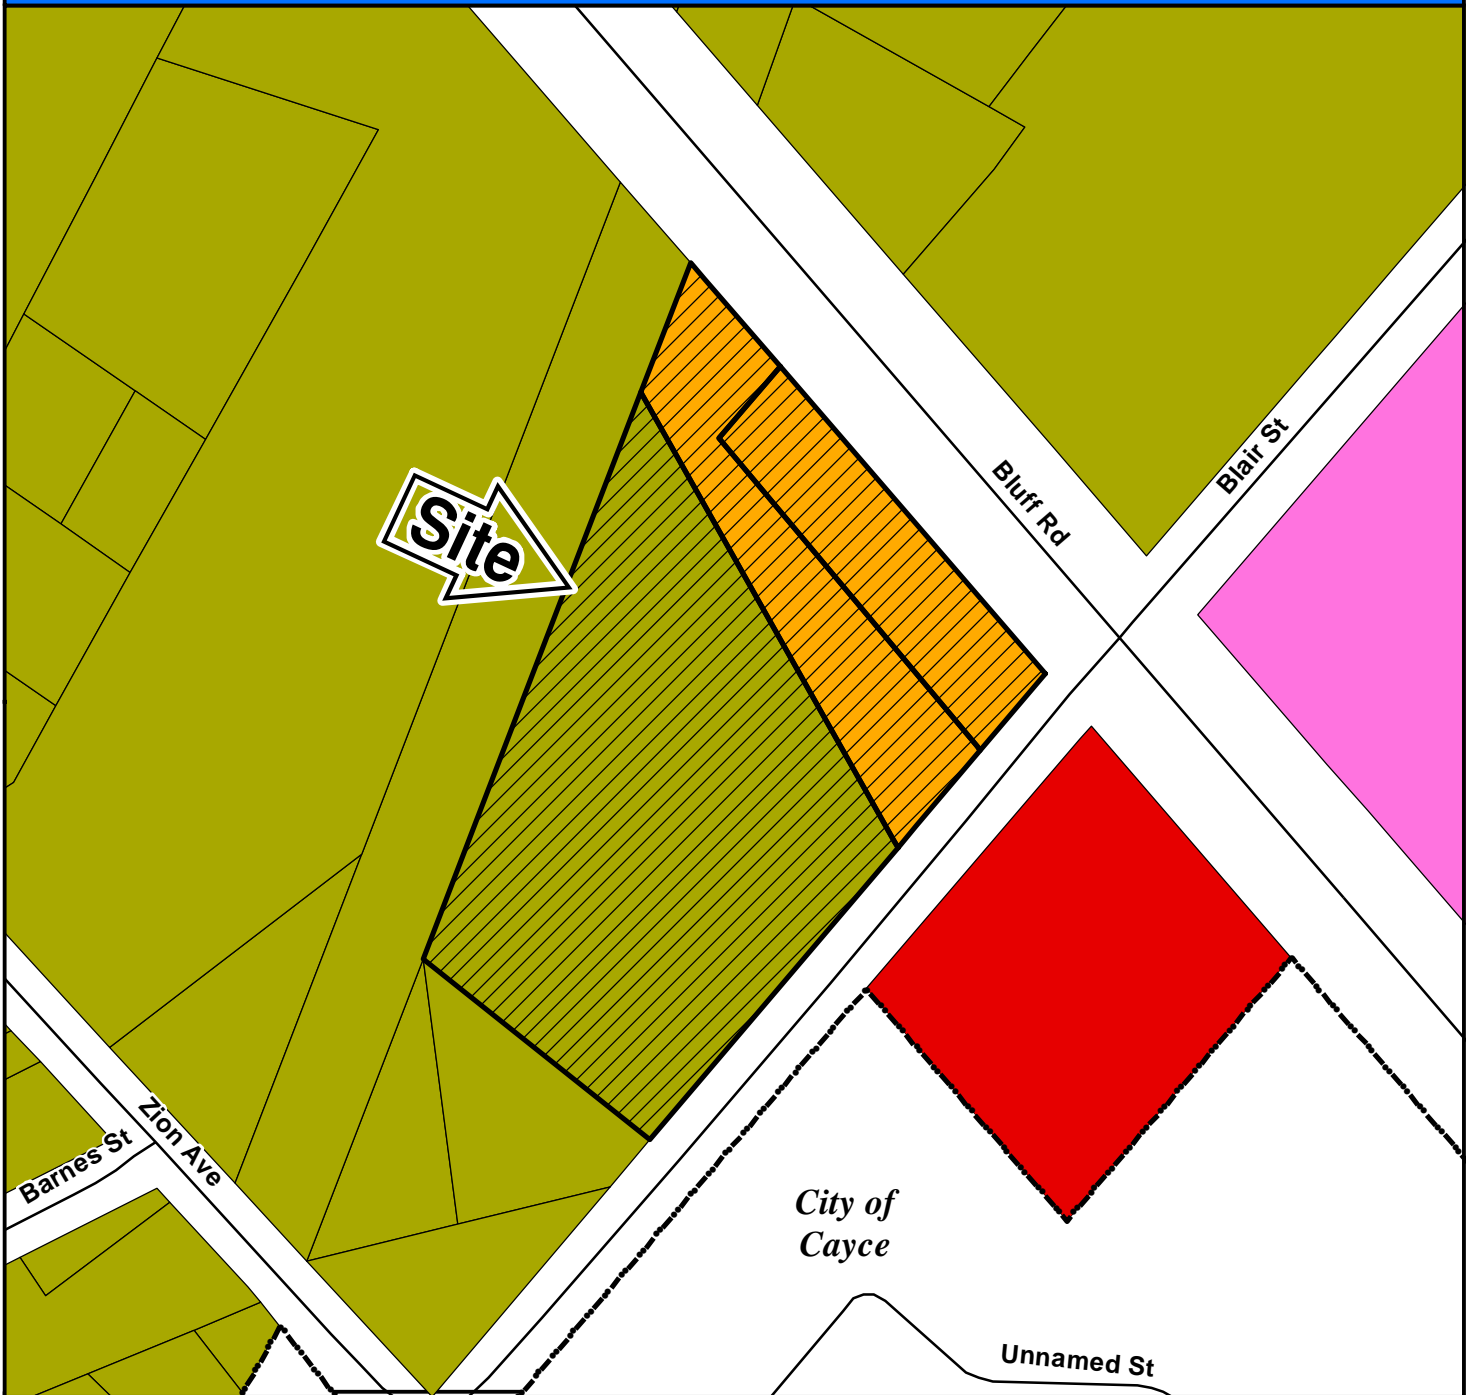 Blair St
Bluff Rd
Site
Zion Ave
Barnes St
City of
Cayce
Unnamed St